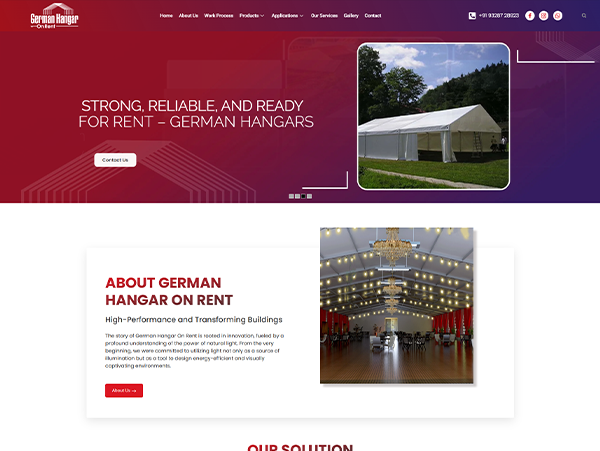 German Hangar
On Rent
Home About Us Work Process Products Applications Our Services Gallery Contact
+91 93287 28923
STRONG, RELIABLE, AND READY
FOR RENT – GERMAN HANGARS
Contact Us
ABOUT GERMAN
HANGAR ON RENT
High-Performance and Transforming Buildings
The story of German Hangar On Rent is rooted in innovation, fueled by a
profound understanding of the power of natural light. From the very
beginning, we were committed to utilizing light not only as a source of
illumination but as a tool to design energy-efficient and visually
captivating environments.
About Us →
OUR SOLUTION